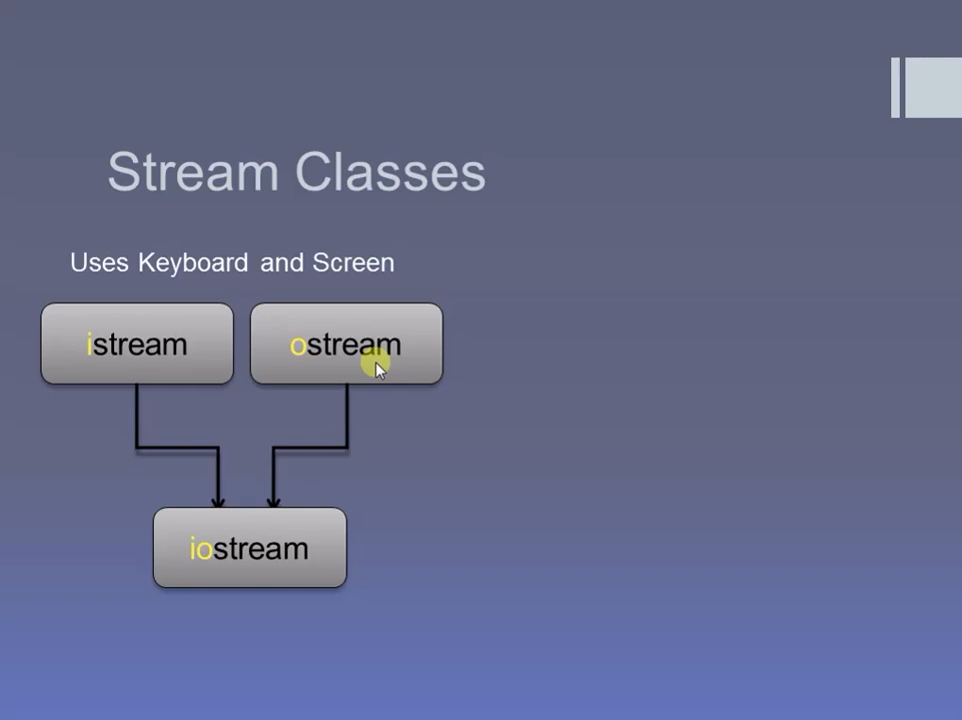 Stream Classes
Uses Keyboard and Screen
istream
ostream
iostream